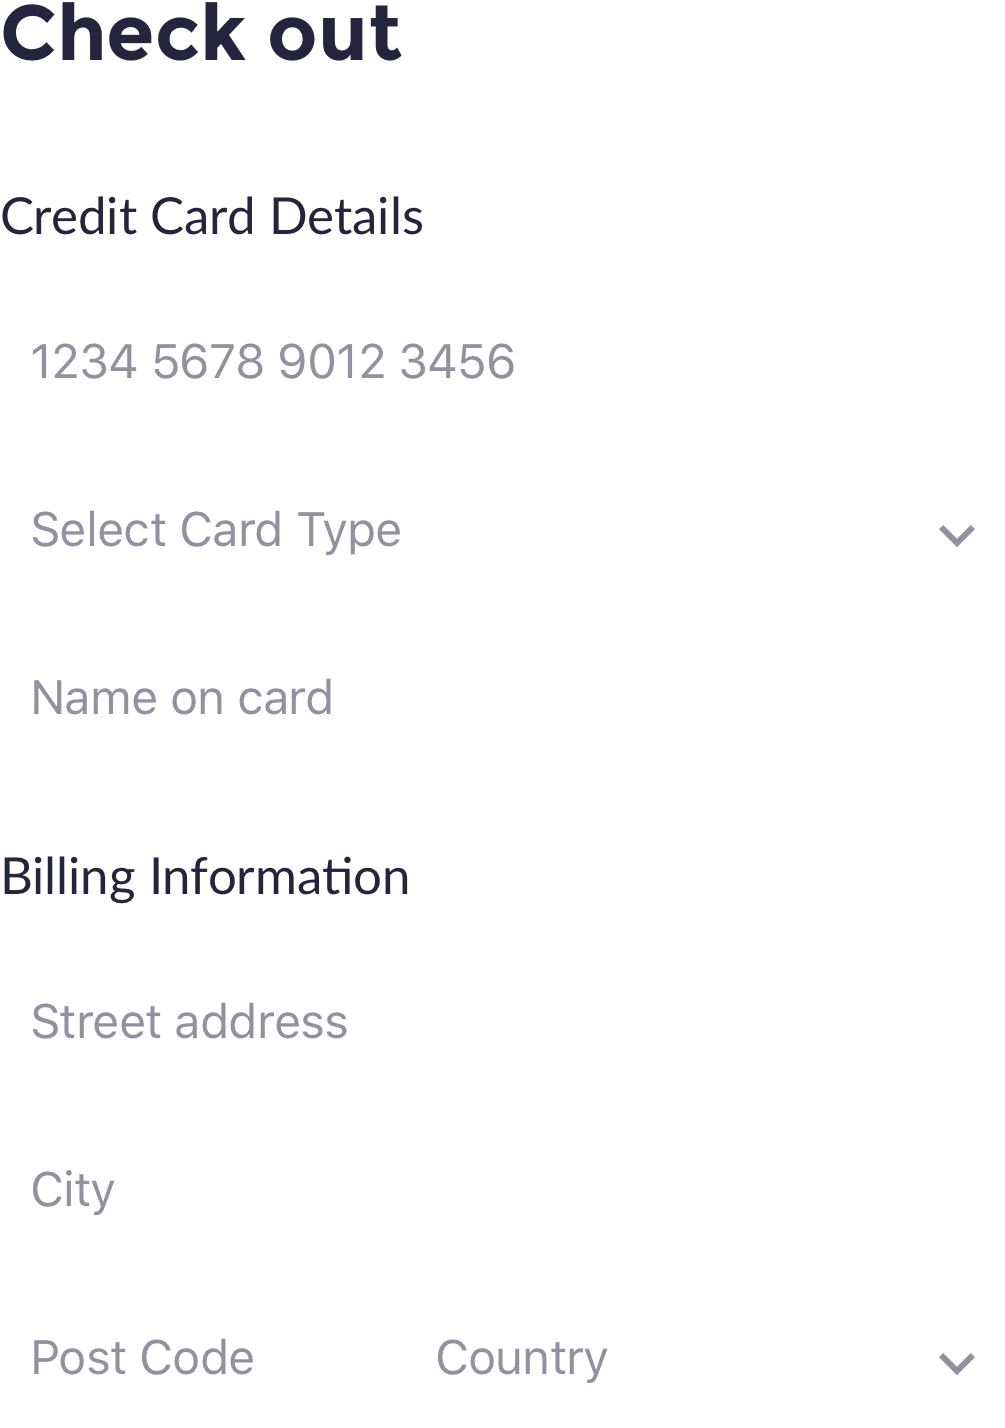 Check out
Credit Card Details
1234 5678 9012 3456
Select Card Type
Name on card
Billing Information
Street address
City
Post Code Country